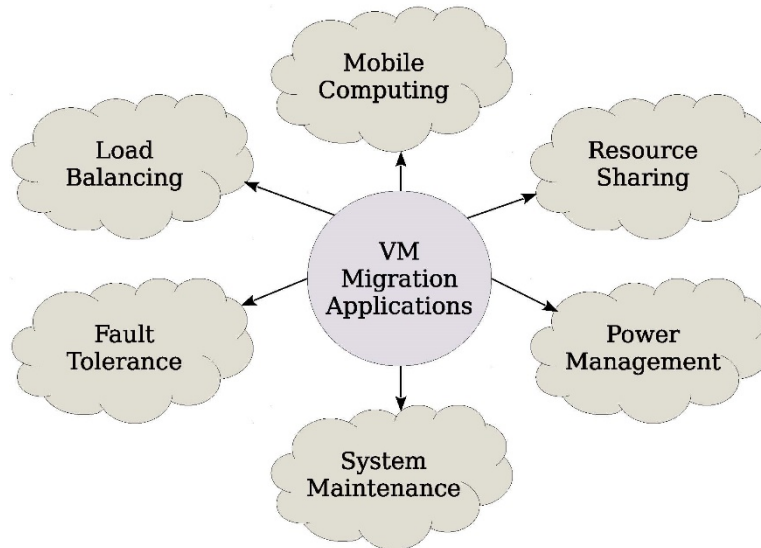 Mobile
Computing
Load
Balancing
Resource
Sharing
VM
Migration
Applications
Fault
Tolerance
Power
Management
System
Maintenance